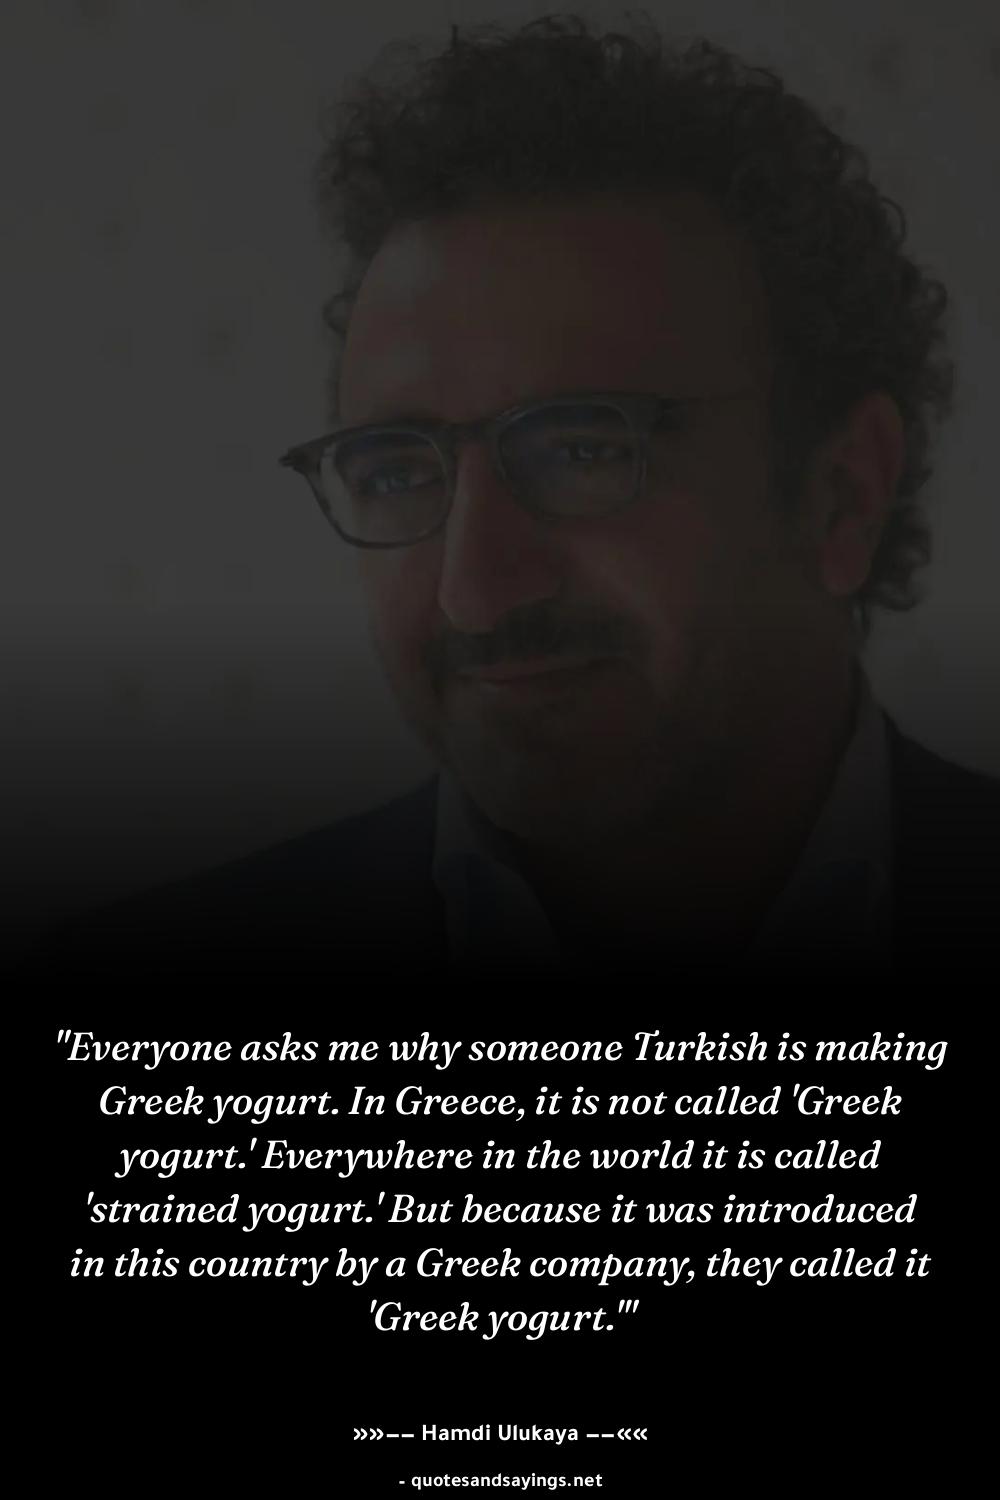 "Everyone asks me why someone Turkish is making
Greek yogurt. In Greece, it is not called 'Greek
yogurt.' Everywhere in the world it is called
'strained yogurt.' But because it was introduced
in this country by a Greek company, they called it
'Greek yogurt.'"
»»–– Hamdi Ulukaya ––««
- quotesandsayings.net